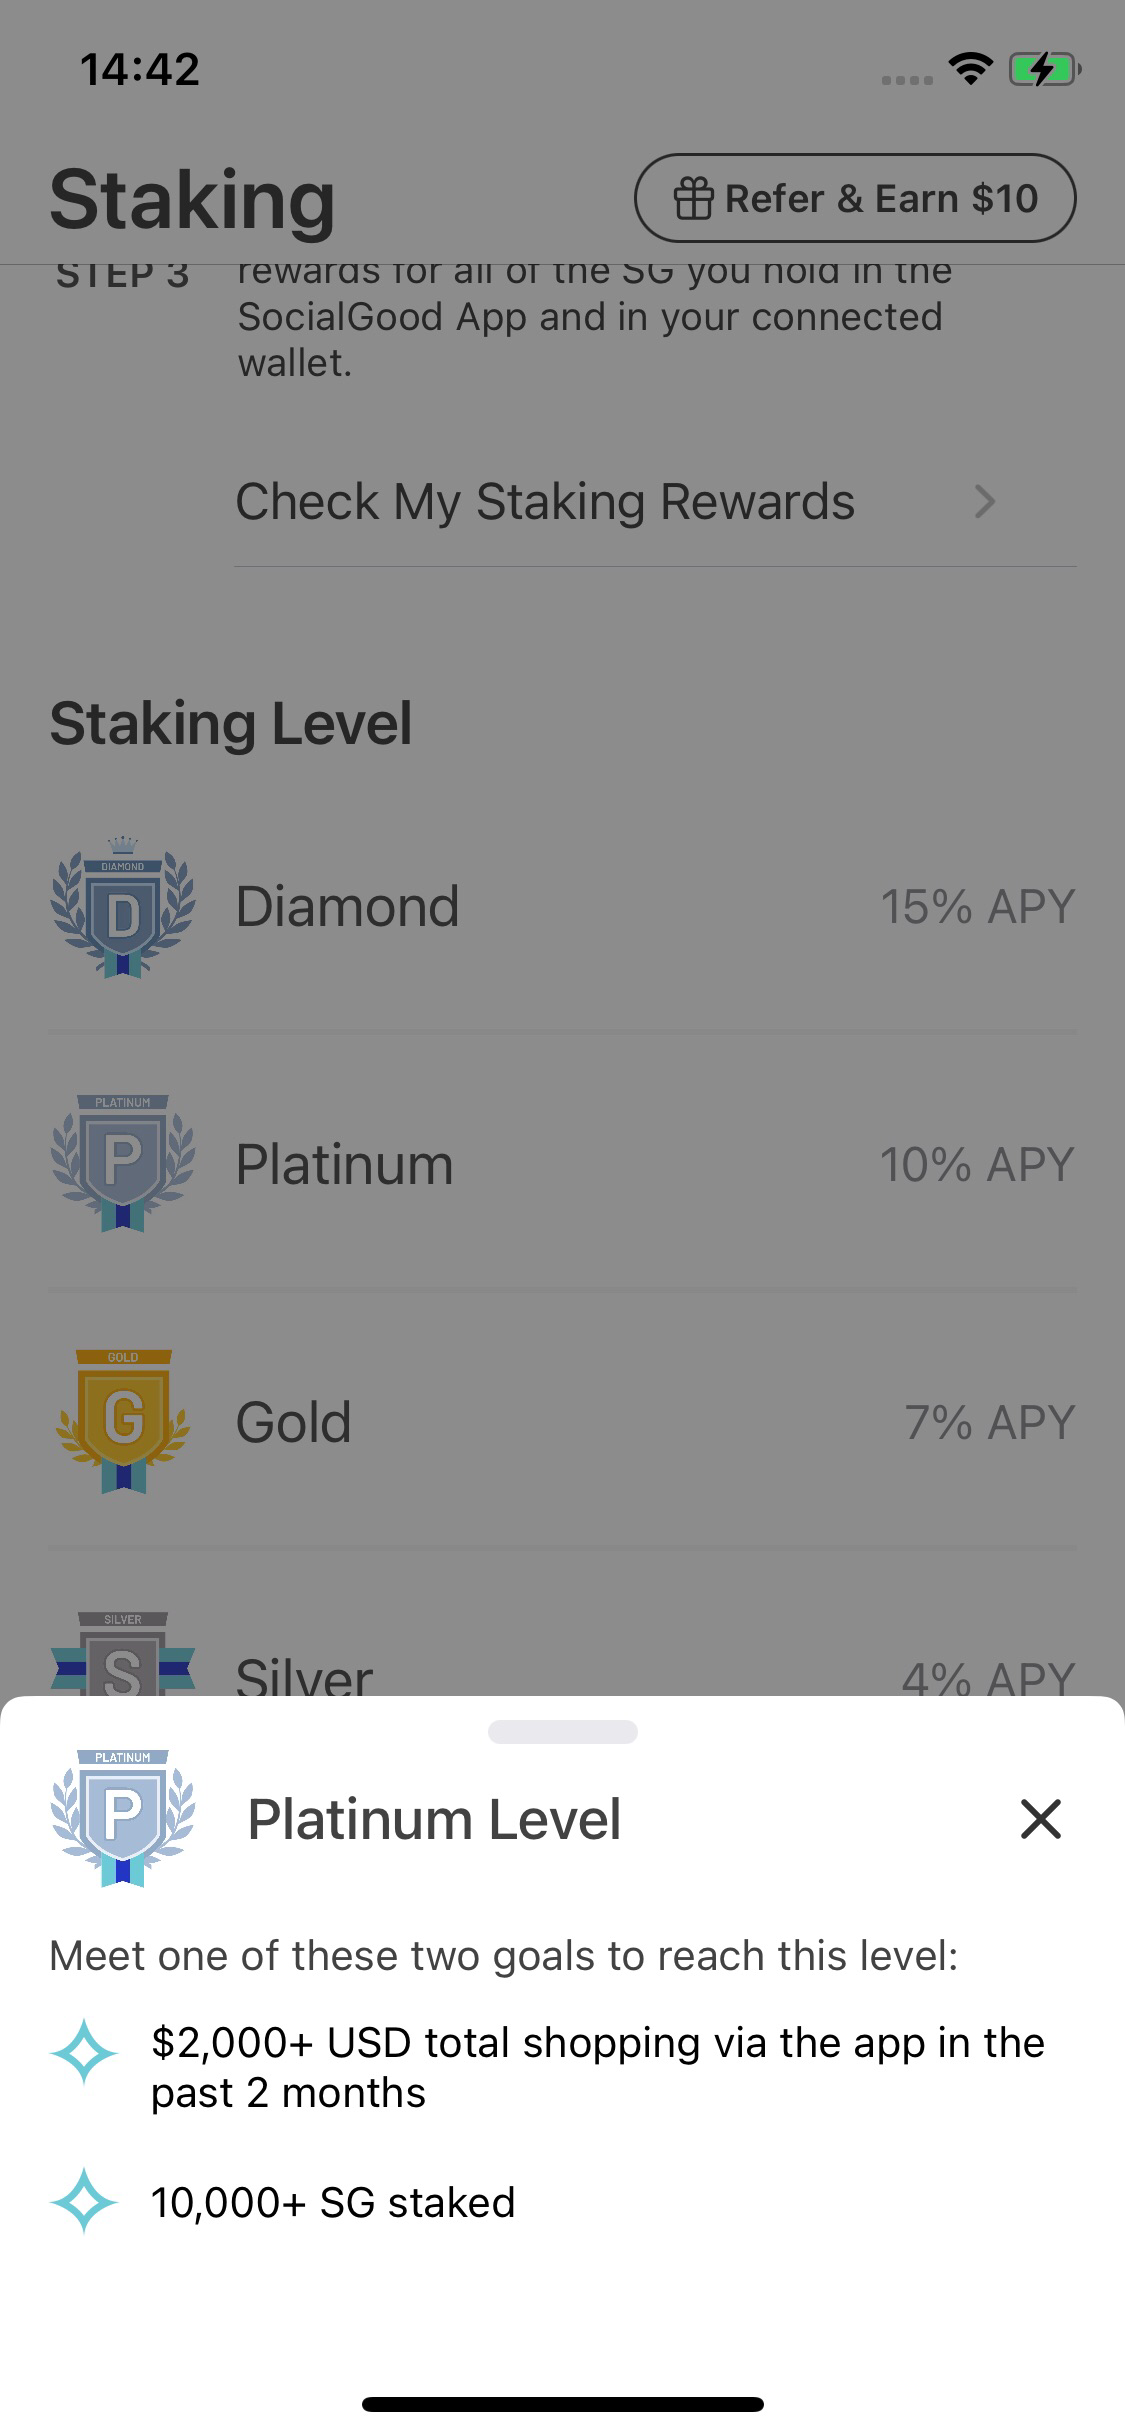 14:42
Staking
Refer & Earn $10
STEP 3
rewards for all of the SG you hold in the
SocialGood App and in your connected
wallet.
Check My Staking Rewards
Staking Level
DIAMOND
D
Diamond
15% APY
PLATINUM
P
Platinum
10% APY
GOLD
G
Gold
7% APY
SILVER
S
Silver
4% APY
PLATINUM
P
Platinum Level
Meet one of these two goals to reach this level:
$2,000+ USD total shopping via the app in the
past 2 months
10,000+ SG staked